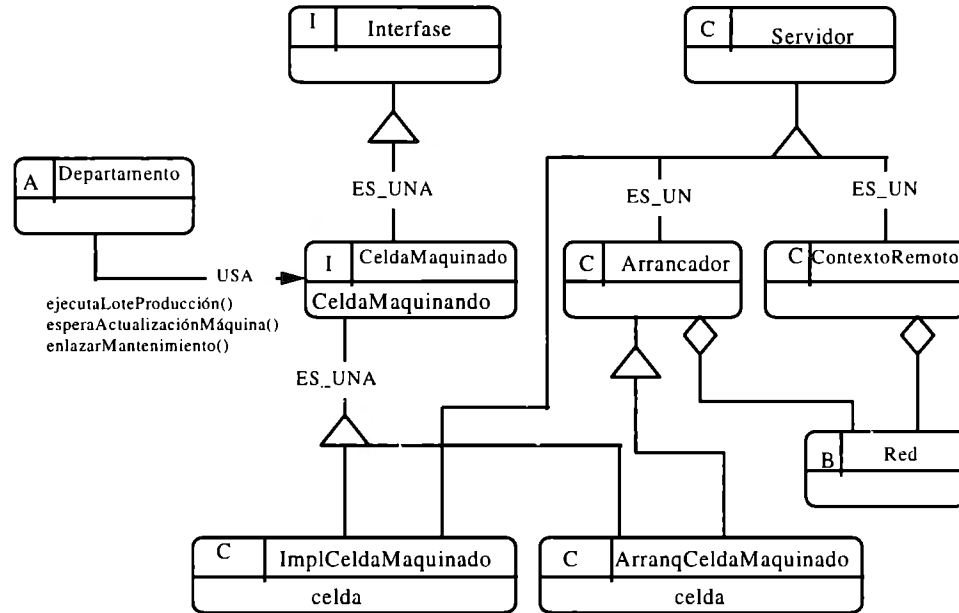 I Interfase
C Servidor
A Departamento
ES_UNA
ES_UN
ES_UN
USA
I CeldaMaquinado
CeldaMaquinando
C Arrancador
C ContextoRemoto
ejecutaLoteProducción()
esperaActualizaciónMáquina()
enlazarMantenimiento()
ES_UNA
B Red
C ImplCeldaMaquinado
celda
C ArranqCeldaMaquinado
celda